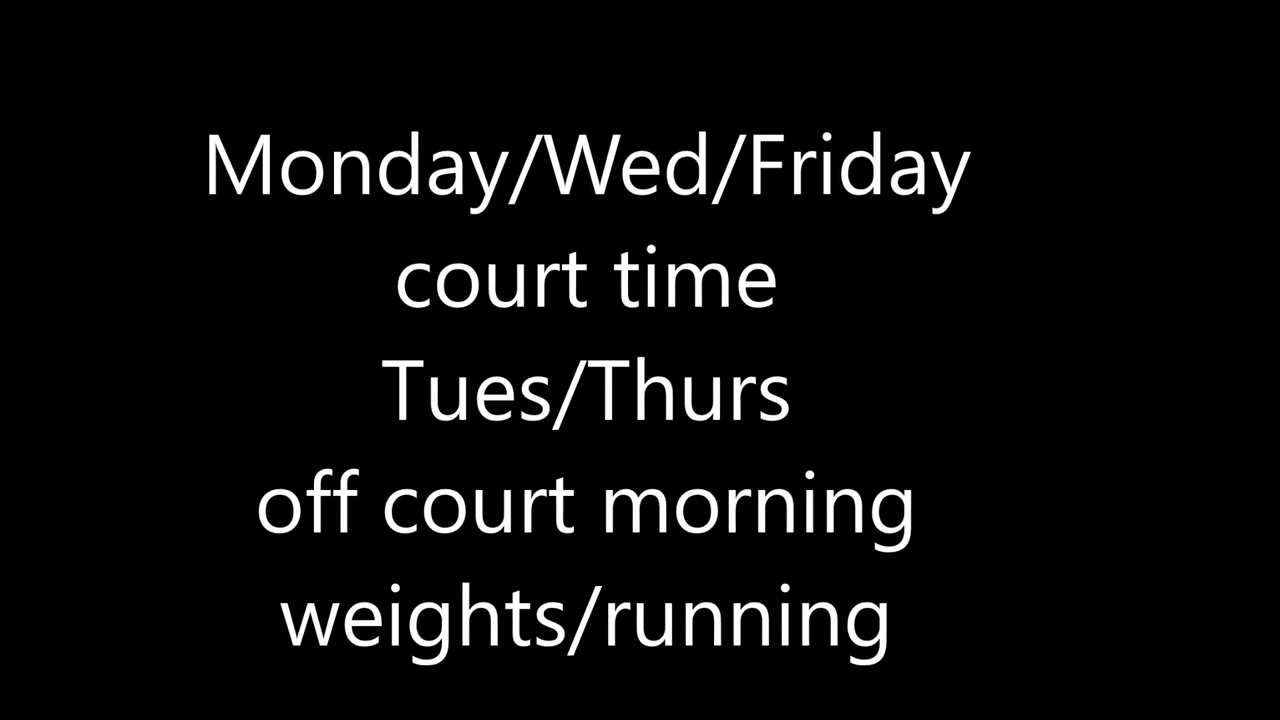 Monday/Wed/Friday
court time
Tues/Thurs
off court morning
weights/running